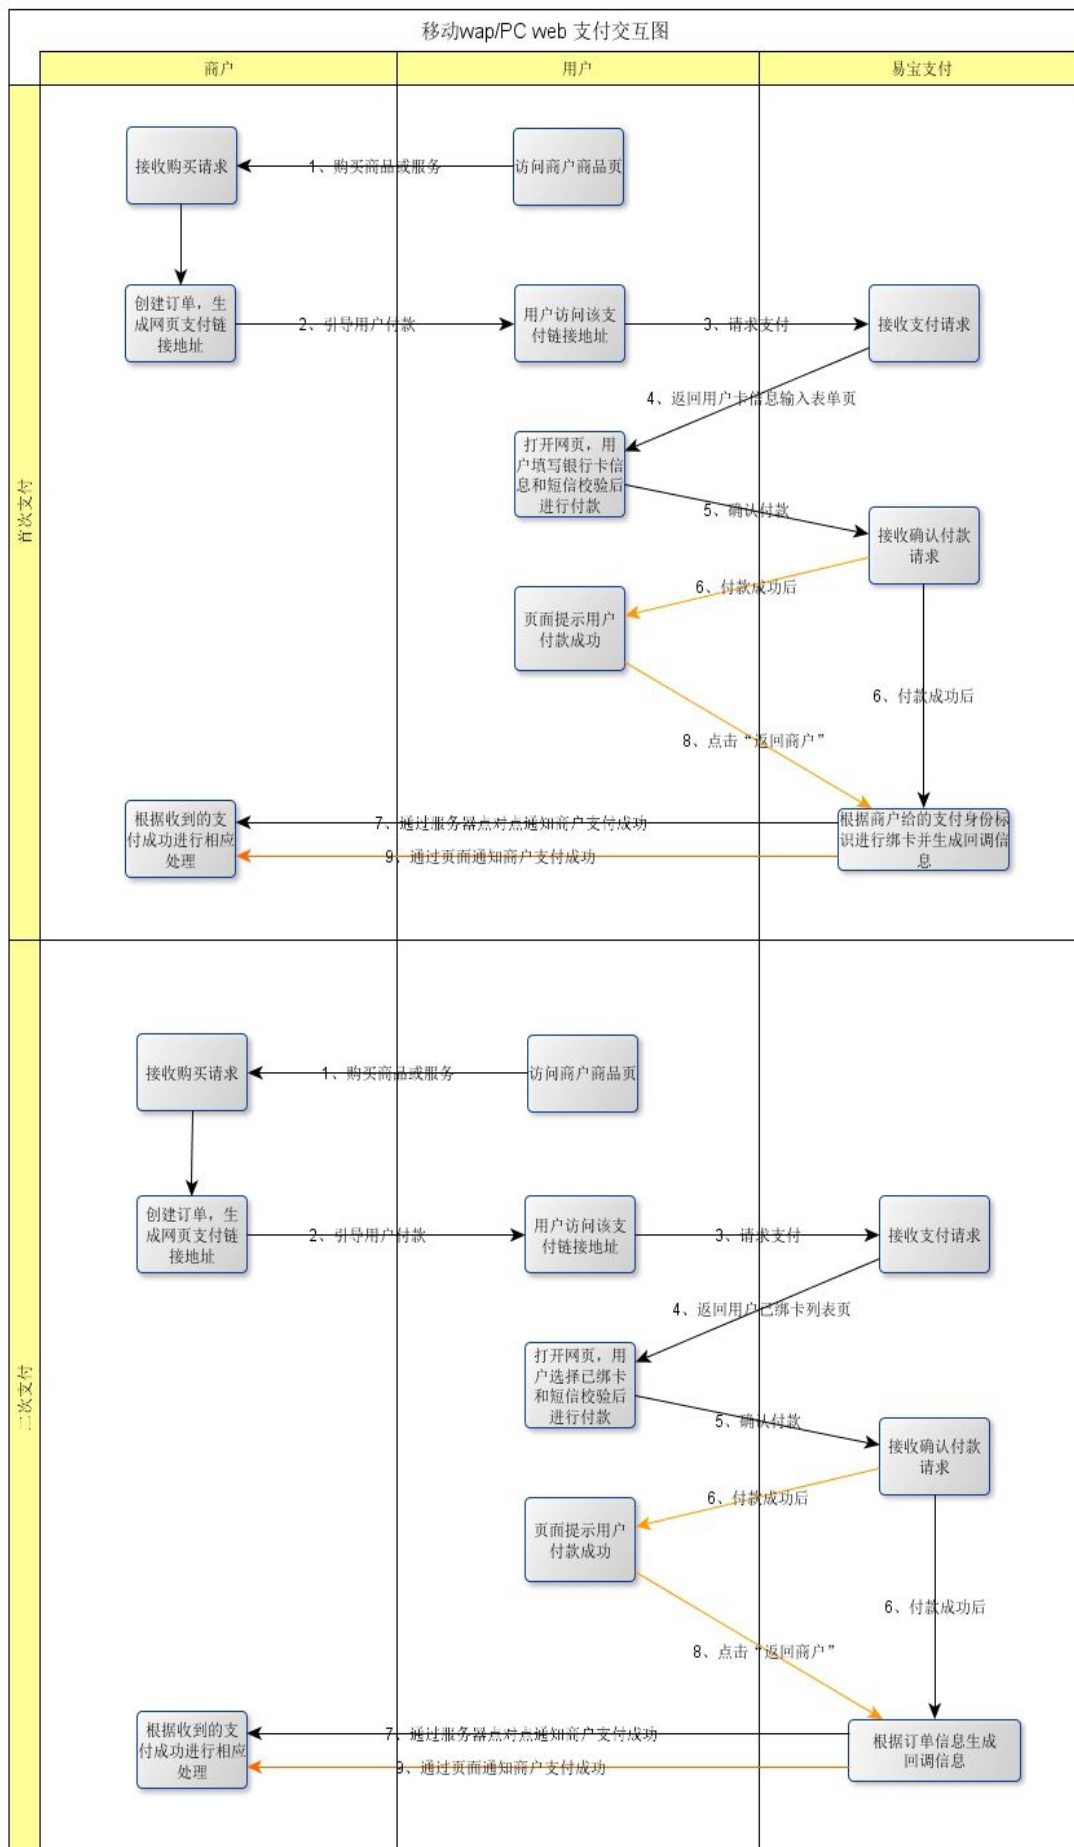 移动wap/PC web 支付交互图
商户
用户
易宝支付
首次支付
接收购买请求
1、购买商品或服务
访问商户商品页
创建订单，生
成网页支付链
接地址
2、引导用户付款
用户访问该支
付链接地址
3、请求支付
接收支付请求
4、返回用户卡信息输入表单页
打开网页，用
户填写银行卡信
息和短信校验后
进行付款
5、确认付款
接收确认付款
请求
6、付款成功后
页面提示用户
付款成功
6、付款成功后
8、点击“返回商户”
根据收到的支
付成功进行相应
处理
7、通过服务器点对点通知商户支付成功
9、通过页面通知商户支付成功
根据商户给的支付身份标
识进行绑卡并生成回调信
息
二次支付
接收购买请求
1、购买商品或服务
访问商户商品页
创建订单，生
成网页支付链
接地址
2、引导用户付款
用户访问该支
付链接地址
3、请求支付
接收支付请求
4、返回用户已绑卡列表页
打开网页，用
户选择已绑卡
和短信校验后
进行付款
5、确认付款
接收确认付款
请求
6、付款成功后
页面提示用户
付款成功
6、付款成功后
8、点击“返回商户”
根据收到的支
付成功进行相应
处理
7、通过服务器点对点通知商户支付成功
9、通过页面通知商户支付成功
根据订单信息生成
回调信息